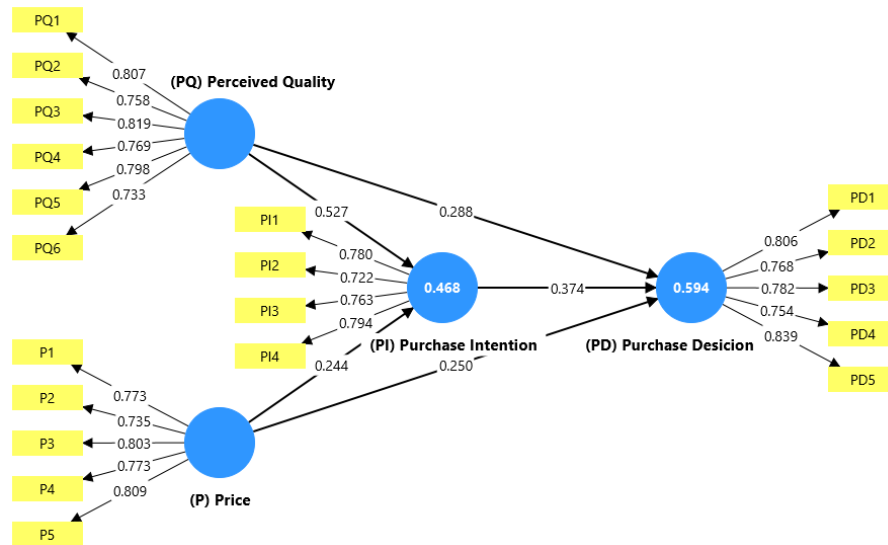 PQ1
PQ2
PQ3
PQ4
PQ5
PQ6
0.807
0.758
0.819
0.769
0.798
0.733
(PQ) Perceived Quality
0.527
0.288
PI1
PI2
PI3
PI4
0.780
0.722
0.763
0.794
0.468
(PI) Purchase Intention
0.374
0.244
0.250
0.594
(PD) Purchase Desicion
0.806
0.768
0.782
0.754
0.839
PD1
PD2
PD3
PD4
PD5
P1
P2
P3
P4
P5
0.773
0.735
0.803
0.773
0.809
(P) Price